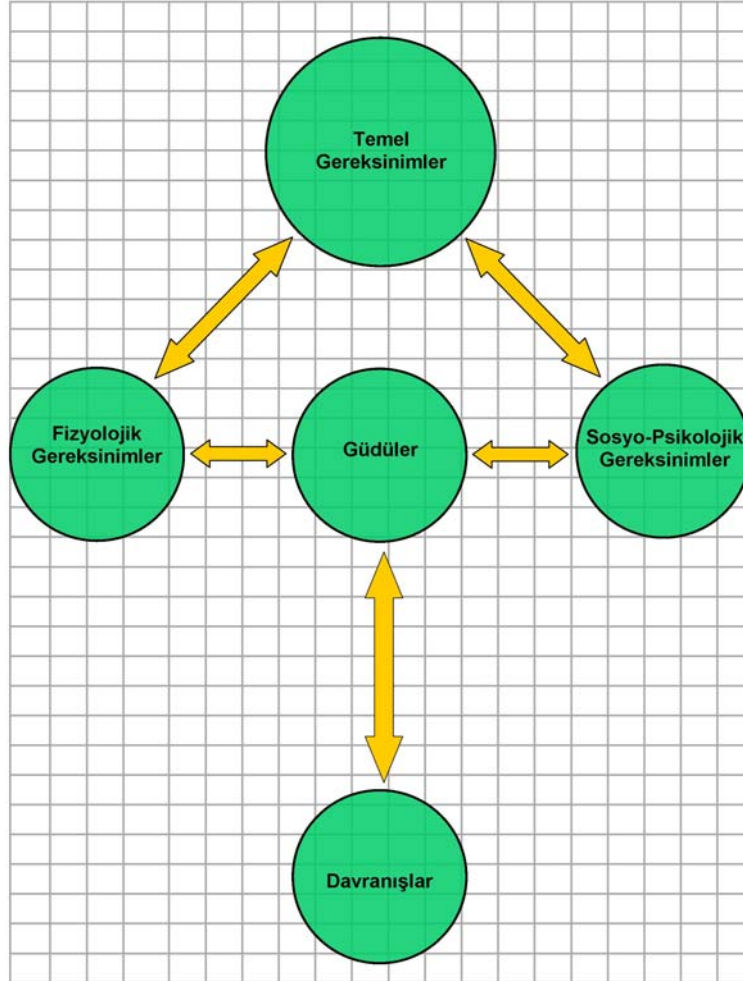 Temel
Gereksinimler
Fizyolojik
Gereksinimler
Güdüler
Sosyo-Psikolojik
Gereksinimler
Davranışlar